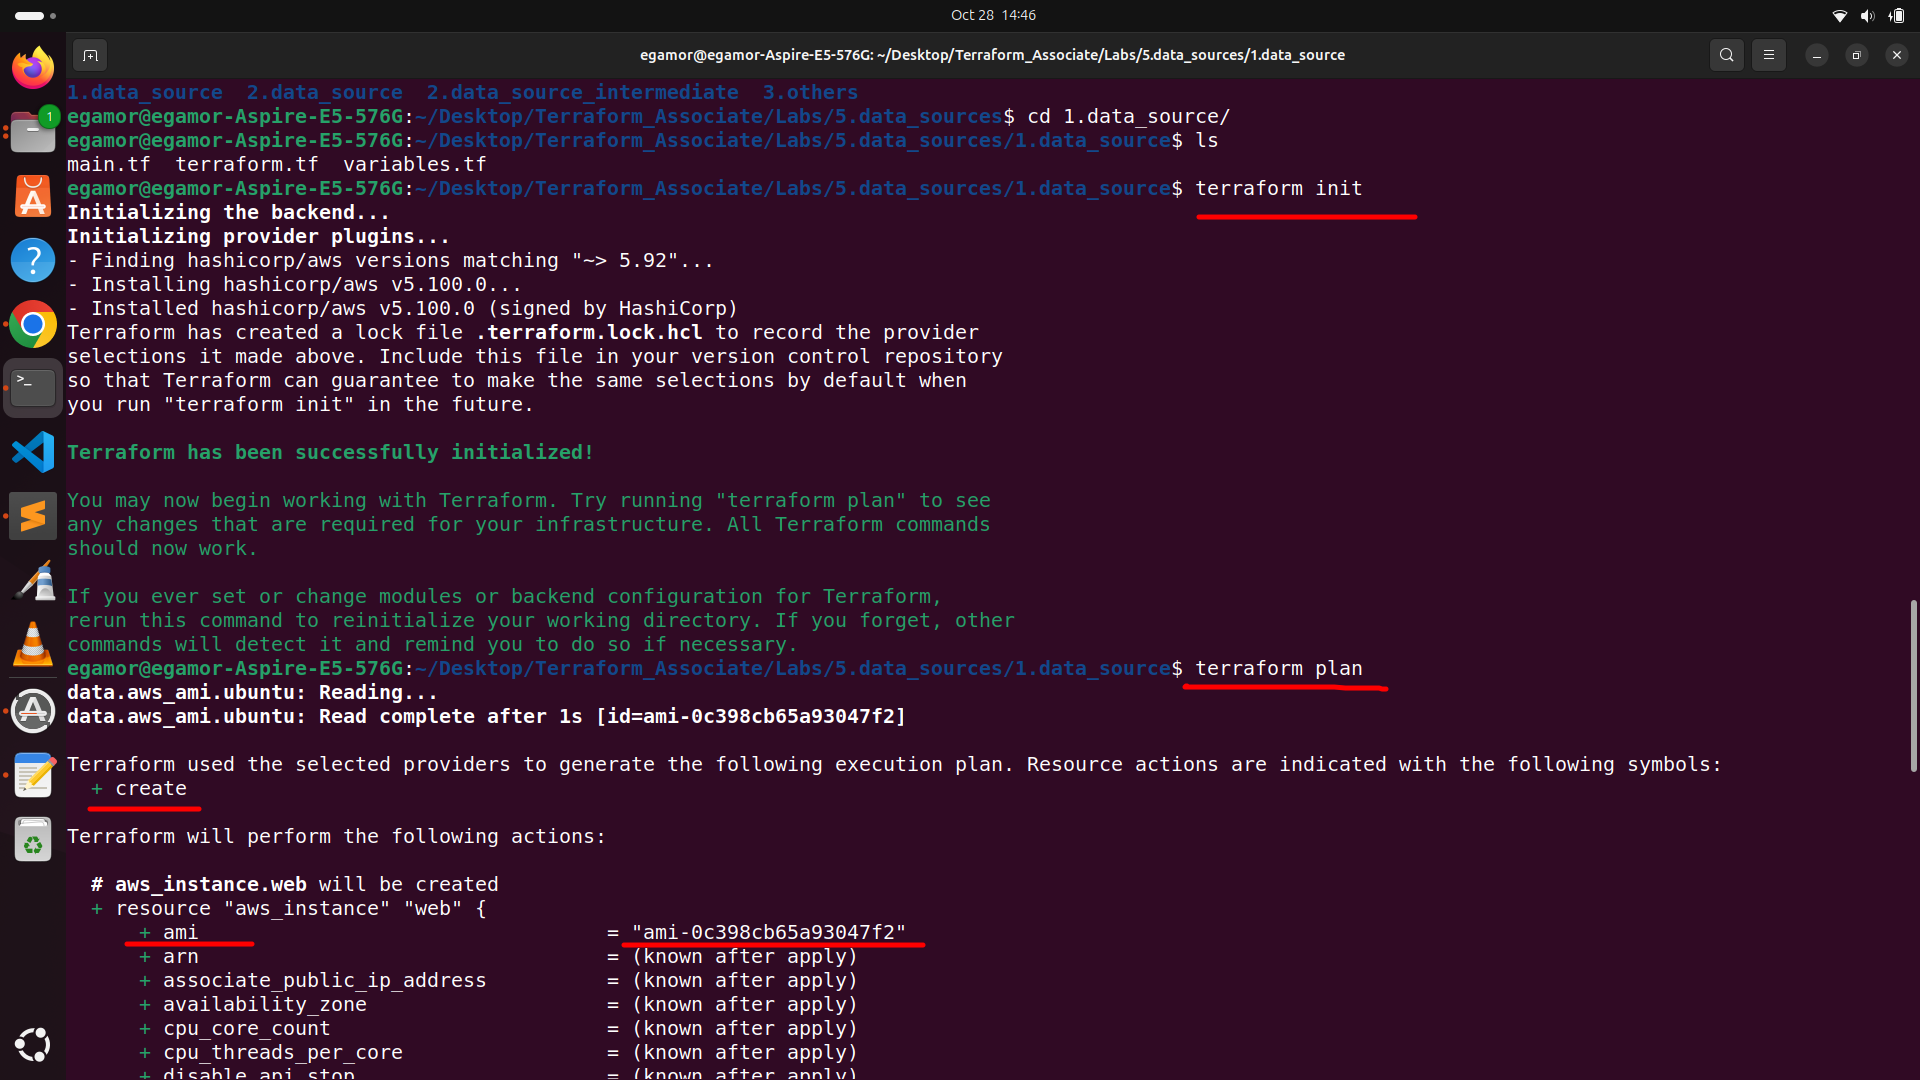 Oct 28 14:46
egamor@egamor-Aspire-E5-576G: ~/Desktop/Terraform_Associate/Labs/5.data_sources/1.data_source
1.data_source  2.data_source  2.data_source_intermediate  3.others
egamor@egamor-Aspire-E5-576G:~/Desktop/Terraform_Associate/Labs/5.data_sources$ cd 1.data_source/
egamor@egamor-Aspire-E5-576G:~/Desktop/Terraform_Associate/Labs/5.data_sources/1.data_source$ ls
main.tf  terraform.tf  variables.tf
egamor@egamor-Aspire-E5-576G:~/Desktop/Terraform_Associate/Labs/5.data_sources/1.data_source$ terraform init
Initializing the backend...
Initializing provider plugins...
- Finding hashicorp/aws versions matching "~> 5.92"...
- Installing hashicorp/aws v5.100.0...
- Installed hashicorp/aws v5.100.0 (signed by HashiCorp)
Terraform has created a lock file .terraform.lock.hcl to record the provider
selections it made above. Include this file in your version control repository
so that Terraform can guarantee to make the same selections by default when
you run "terraform init" in the future.
Terraform has been successfully initialized!
You may now begin working with Terraform. Try running "terraform plan" to see
any changes that are required for your infrastructure. All Terraform commands
should now work.
If you ever set or change modules or backend configuration for Terraform,
rerun this command to reinitialize your working directory. If you forget, other
commands will detect it and remind you to do so if necessary.
egamor@egamor-Aspire-E5-576G:~/Desktop/Terraform_Associate/Labs/5.data_sources/1.data_source$ terraform plan
data.aws_ami.ubuntu: Reading...
data.aws_ami.ubuntu: Read complete after 1s [id=ami-0c398cb65a93047f2]
Terraform used the selected providers to generate the following execution plan. Resource actions are indicated with the following symbols:
+ create
Terraform will perform the following actions:
# aws_instance.web will be created
+ resource "aws_instance" "web" {
+ ami = "ami-0c398cb65a93047f2"
+ arn = (known after apply)
+ associate_public_ip_address = (known after apply)
+ availability_zone = (known after apply)
+ cpu_core_count = (known after apply)
+ cpu_threads_per_core = (known after apply)
+ disable_api_stop = (known after apply)
1